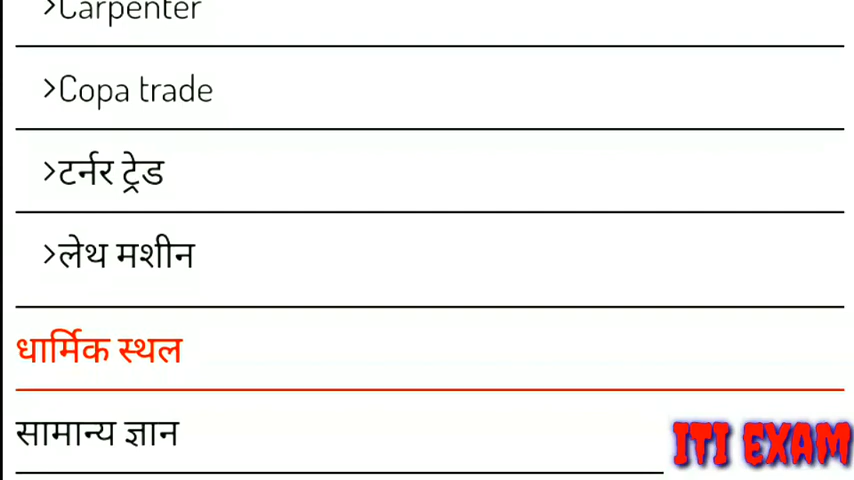 >Carpenter
>Copa trade
>टर्नर ट्रेड
>लेथ मशीन
धार्मिक स्थल
सामान्य ज्ञान
ITI EXAM